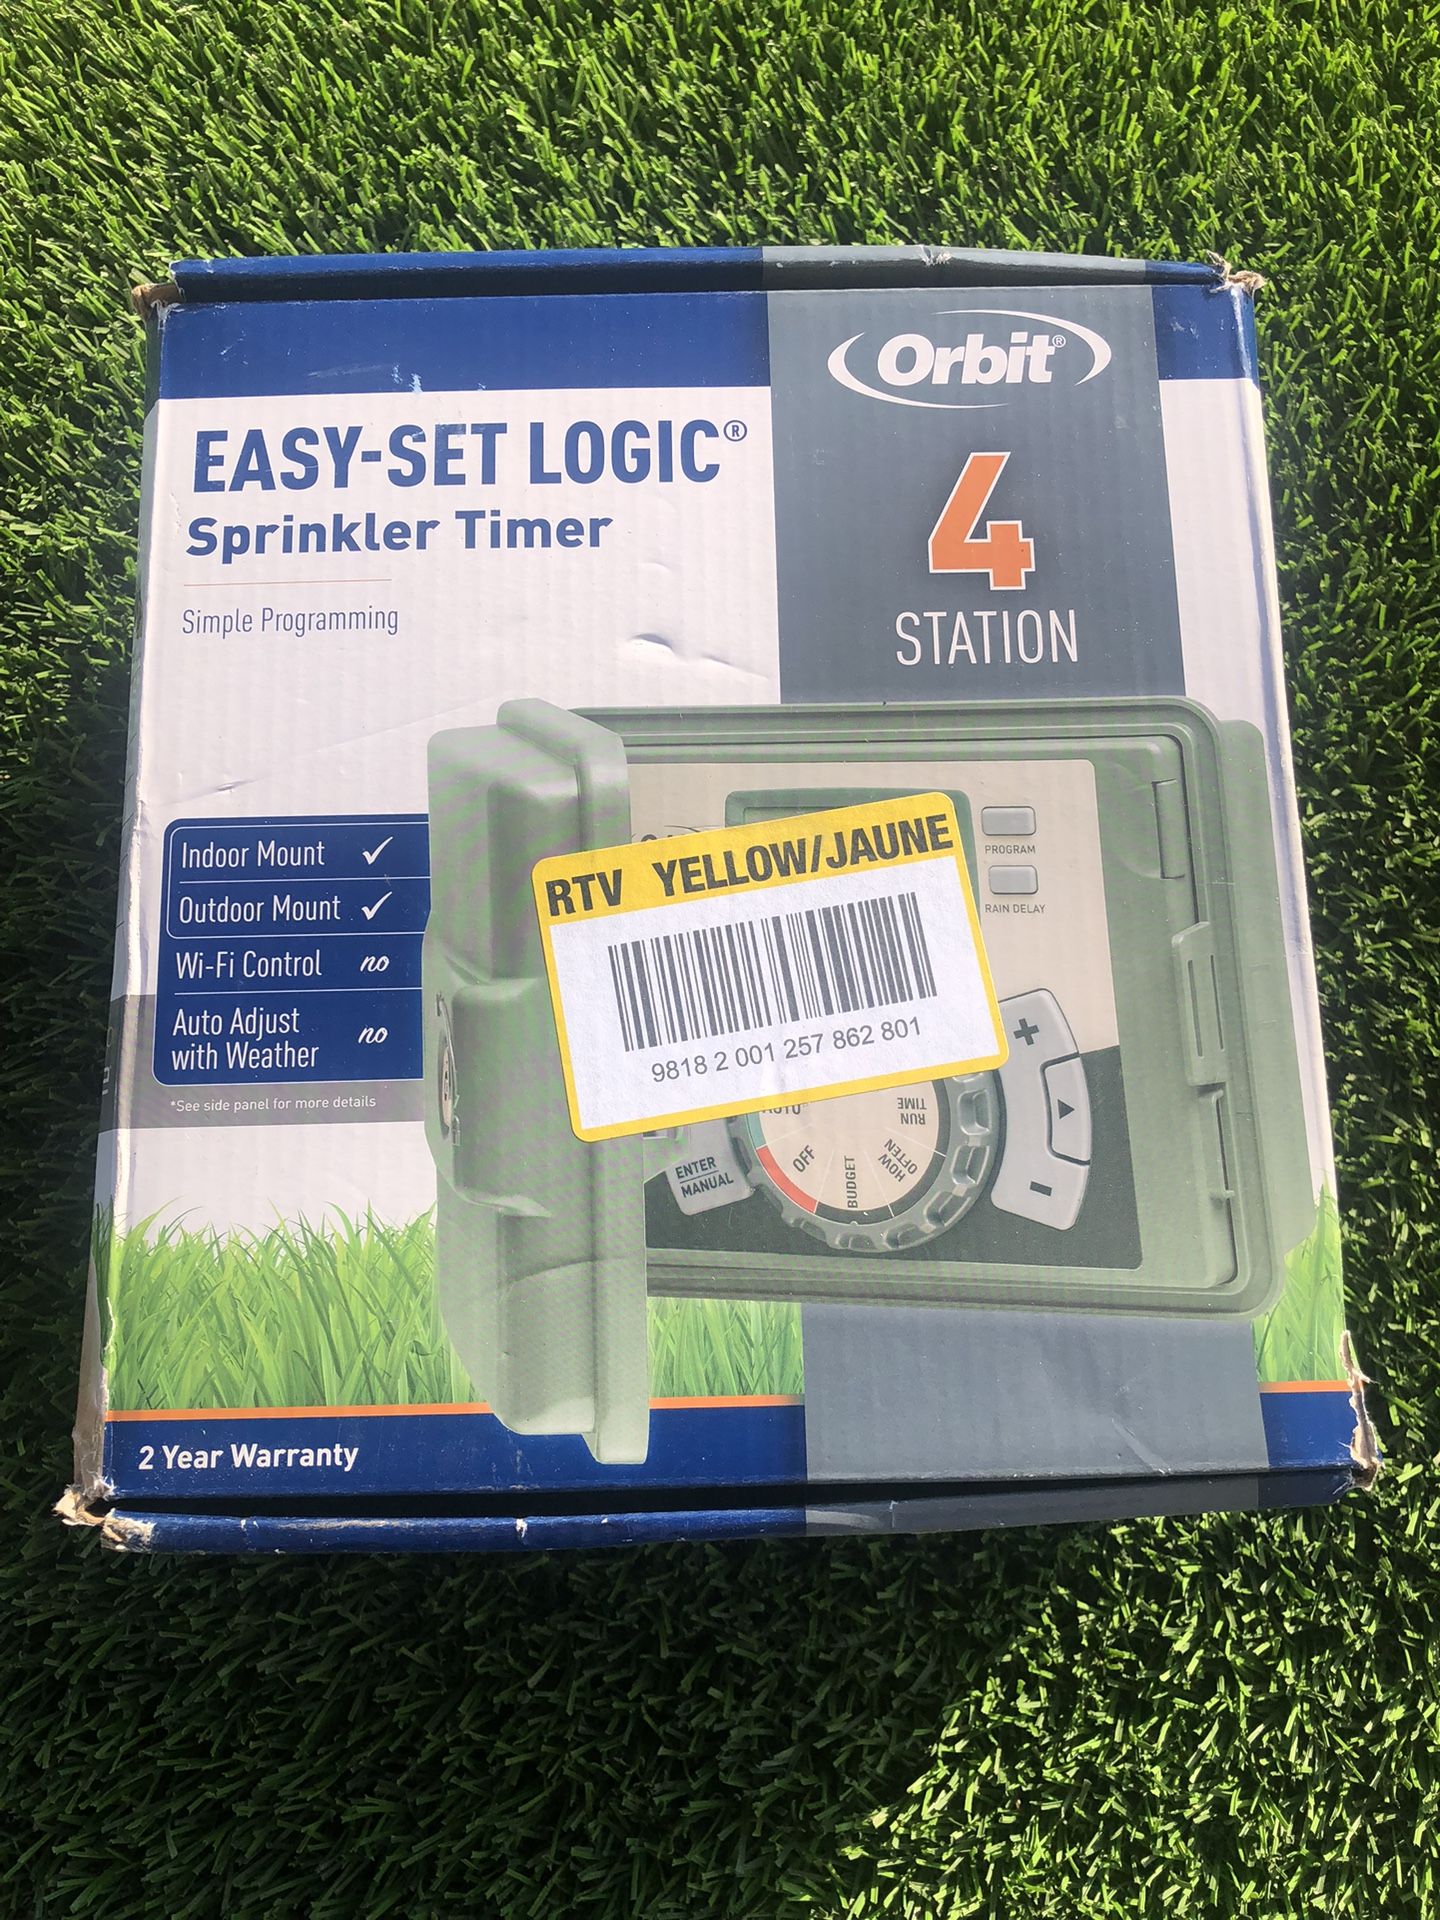 Orbit®
EASY-SET LOGIC®
Sprinkler Timer
Simple Programming
4
STATION
Indoor Mount ✓
Outdoor Mount ✓
Wi-Fi Control no
Auto Adjust
with Weather no
*See side panel for more details
RTV YELLOW/JAUNE
9818 2 001 257 862 801
PROGRAM
RAIN DELAY
+
-
RUN
TIME
HOW
OFTEN
BUDGET
OFF
ENTER
MANUAL
2 Year Warranty